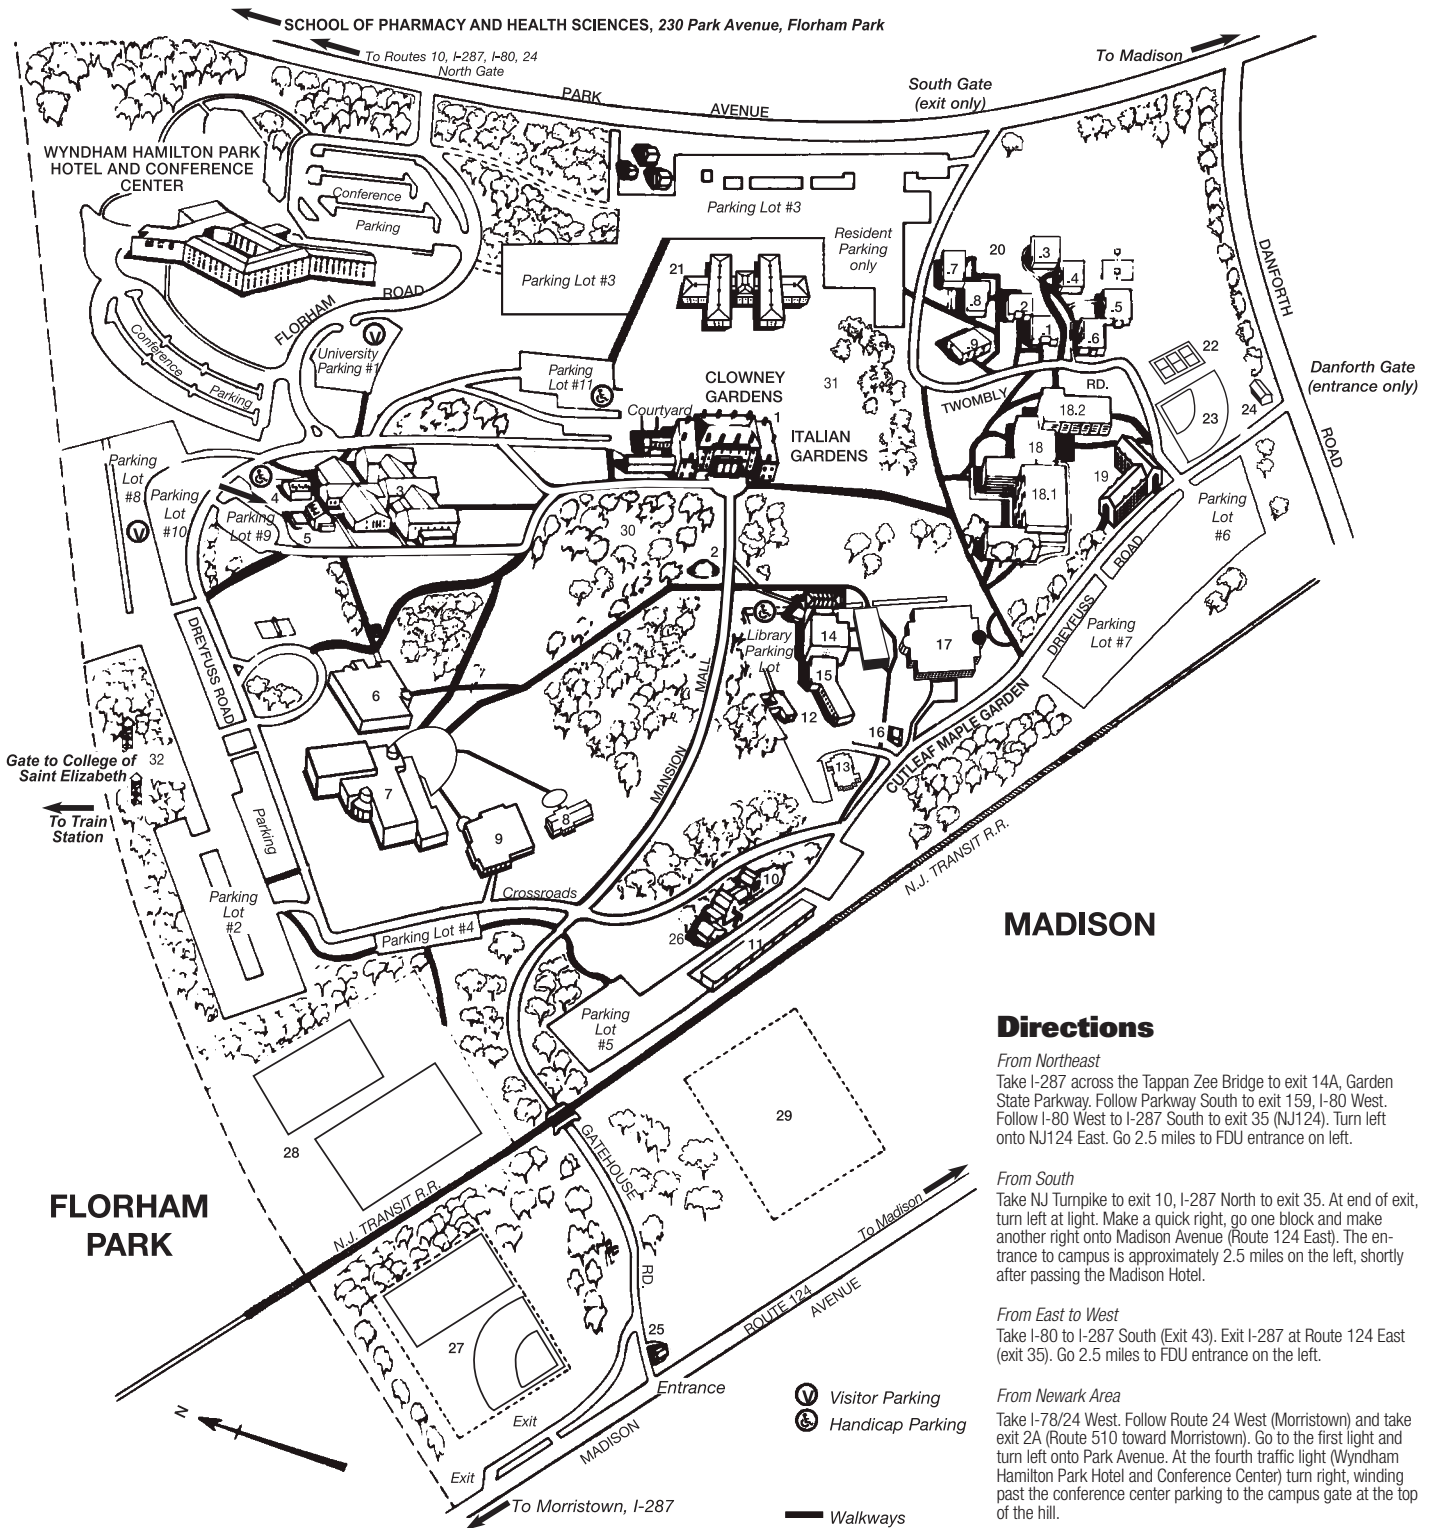 SCHOOL OF PHARMACY AND HEALTH SCIENCES, 230 Park Avenue, Florham Park
To Routes 10, I-287, I-80, 24
North Gate
To Madison
South Gate
(exit only)
PARK AVENUE
WYNDHAM HAMILTON PARK
HOTEL AND CONFERENCE
CENTER
Conference
Parking
Parking Lot #3
Resident
Parking
only
Parking Lot #3
21
20
.3
.7
.4
.8
.2
.5
.1
.6
.9
DANFORTH
ROAD
FLORHAM ROAD
V
University
Parking #1
Conference
Parking
Parking
Lot #11
CLOWNEY
GARDENS
31
22
Danforth Gate
(entrance only)
TWOMBLY RD.
23
24
Courtyard
1
ITALIAN
GARDENS
18.2
18
18.1
19
Parking
Lot
#8
Parking
Lot
#10
V
4
3
Parking
Lot #9
5
30
2
Parking
Lot
#6
DREYFUSS ROAD
Parking
Lot #7
Library
Parking
Lot
14
17
15
12
16
13
DREYFUSS ROAD
6
MANSION MALL
CUTLEAF MAPLE GARDEN
Gate to College of
Saint Elizabeth
32
To Train
Station
7
8
9
Parking
Parking
Lot
#2
Crossroads
Parking Lot #4
10
26
11
N.J. TRANSIT R.R.
MADISON
Parking
Lot
#5
29
28
FLORHAM
PARK
N.J. TRANSIT R.R.
GATEHOUSE RD.
To Madison
ROUTE 124
MADISON AVENUE
27
25
Entrance
Exit
Exit
N
To Morristown, I-287
V Visitor Parking
Handicap Parking
Walkways
Directions
From Northeast
Take I-287 across the Tappan Zee Bridge to exit 14A, Garden
State Parkway. Follow Parkway South to exit 159, I-80 West.
Follow I-80 West to I-287 South to exit 35 (NJ124). Turn left
onto NJ124 East. Go 2.5 miles to FDU entrance on left.
From South
Take NJ Turnpike to exit 10, I-287 North to exit 35. At end of exit,
turn left at light. Make a quick right, go one block and make
another right onto Madison Avenue (Route 124 East). The en-
trance to campus is approximately 2.5 miles on the left, shortly
after passing the Madison Hotel.
From East to West
Take I-80 to I-287 South (Exit 43). Exit I-287 at Route 124 East
(exit 35). Go 2.5 miles to FDU entrance on the left.
From Newark Area
Take I-78/24 West. Follow Route 24 West (Morristown) and take
exit 2A (Route 510 toward Morristown). Go to the first light and
turn left onto Park Avenue. At the fourth traffic light (Wyndham
Hamilton Park Hotel and Conference Center) turn right, winding
past the conference center parking to the campus gate at the top
of the hill.